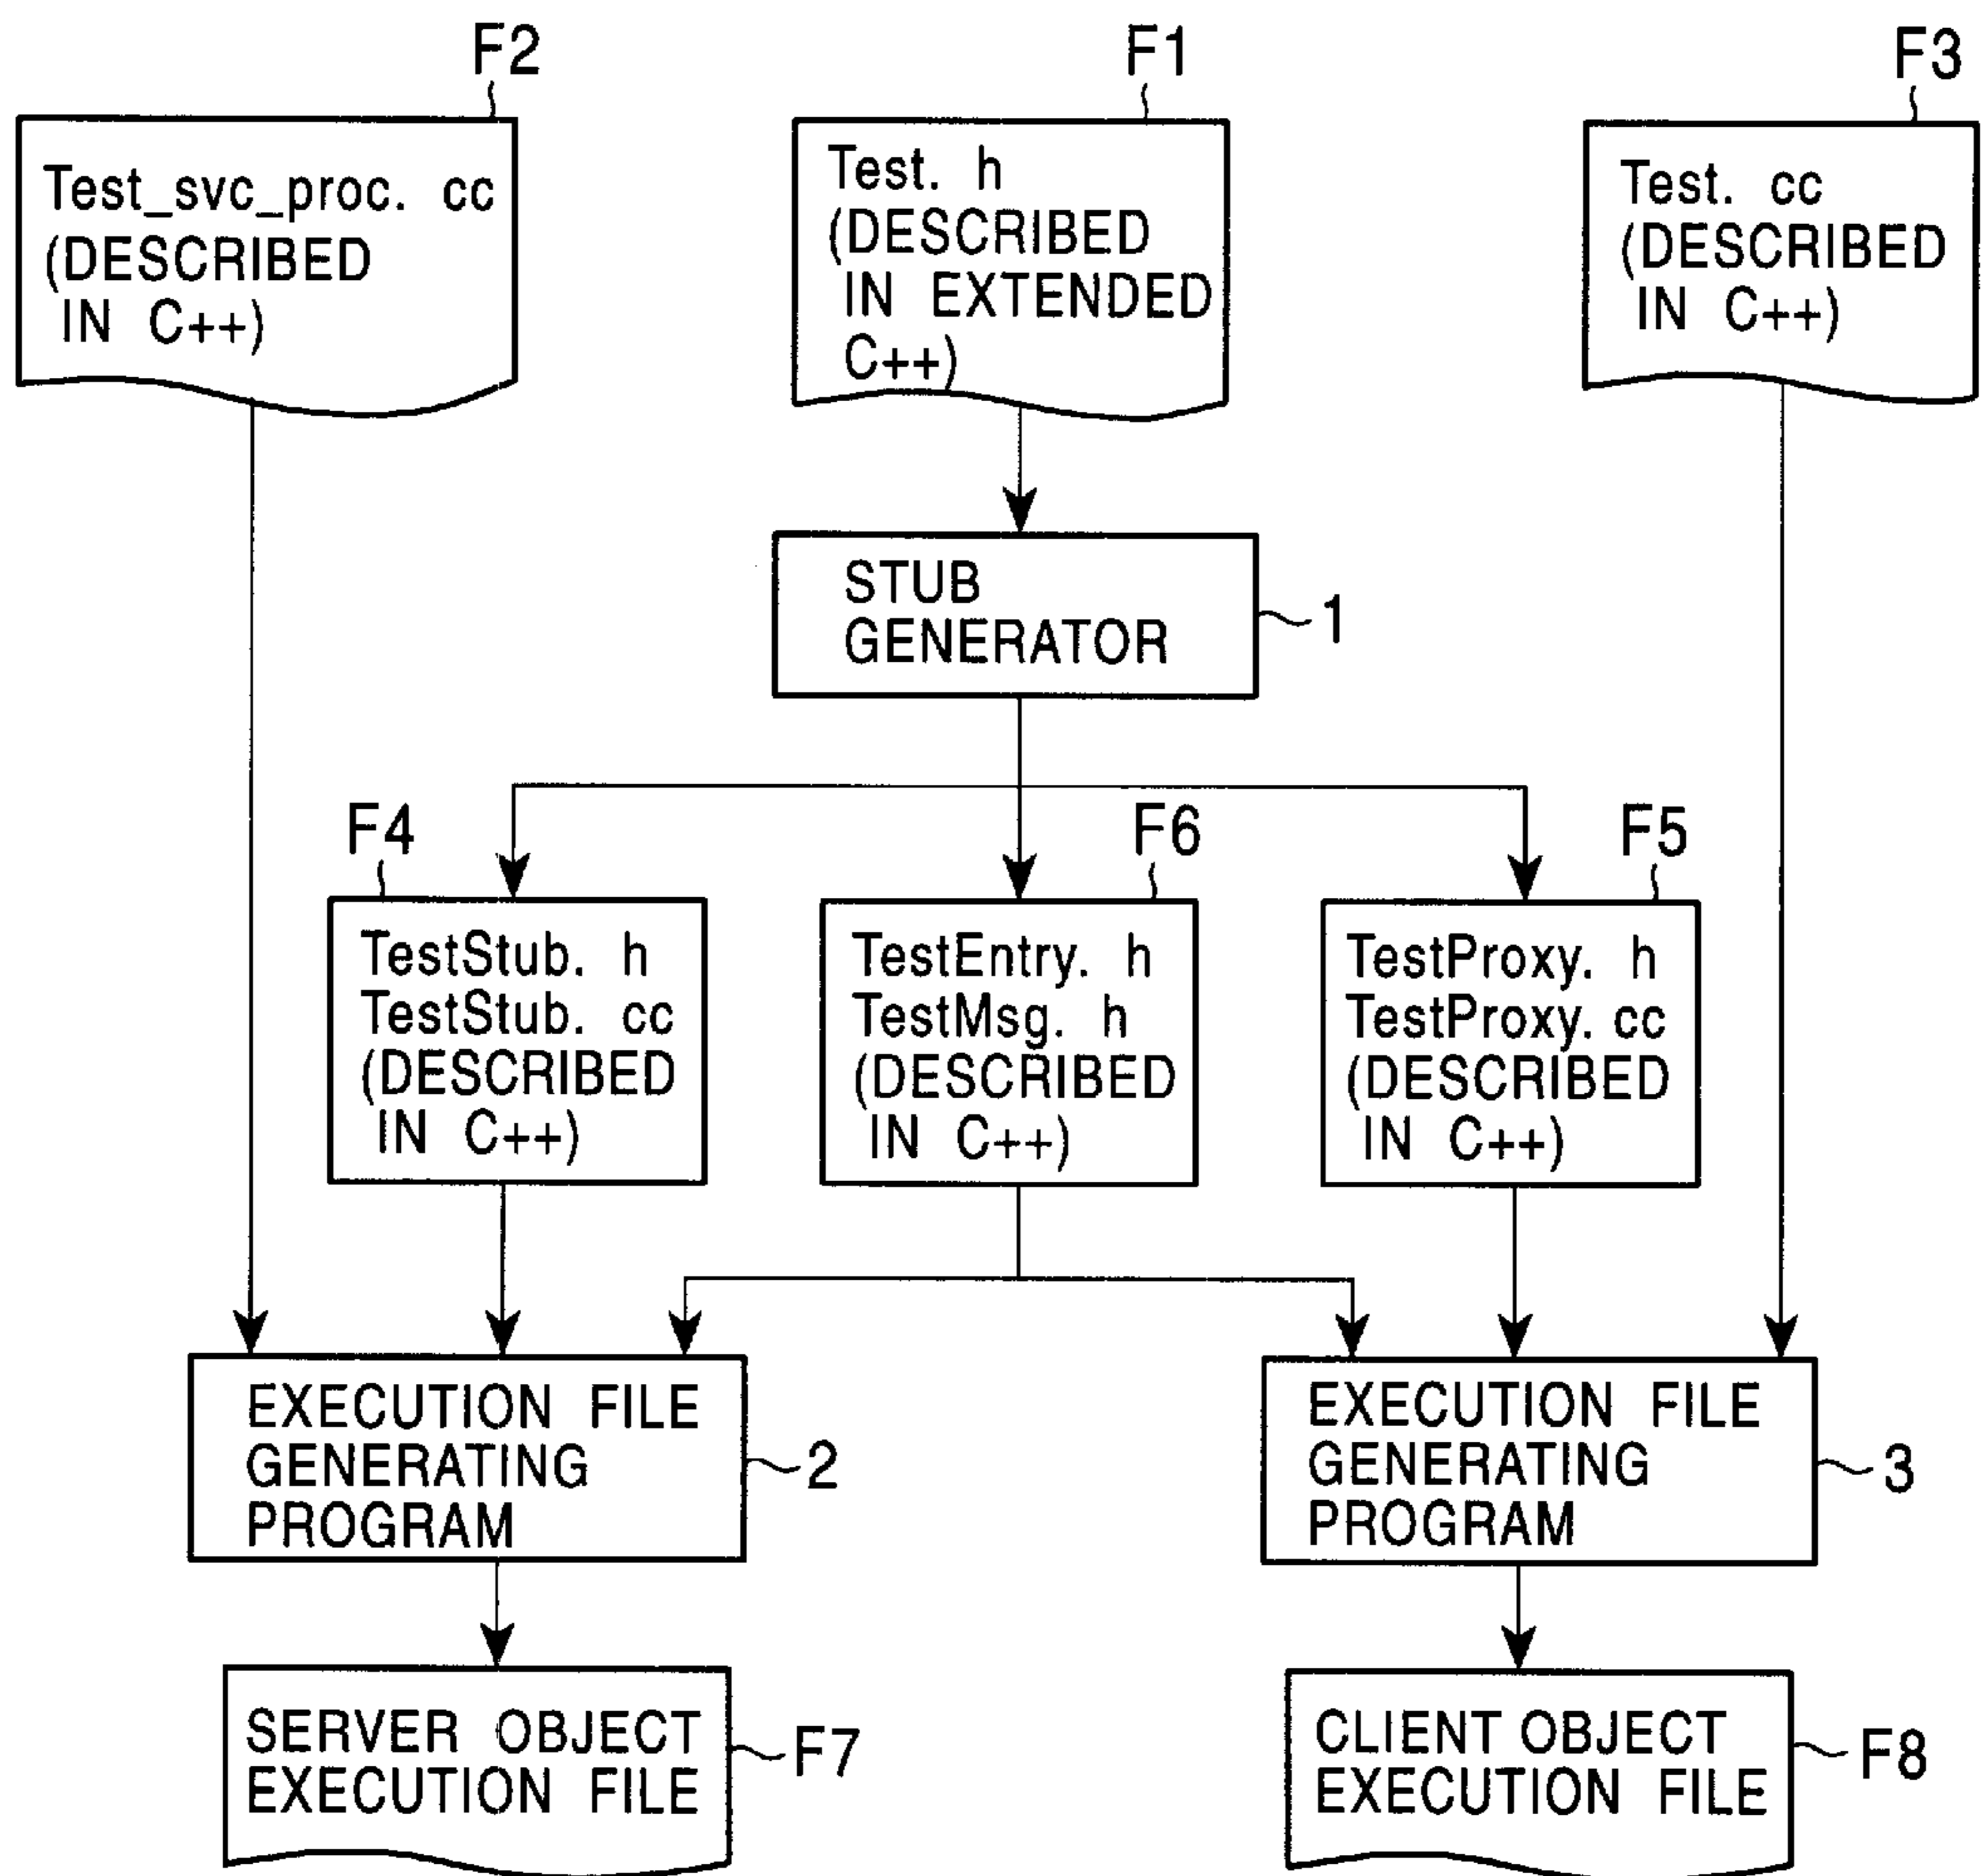 F2
F1
F3
Test_svc_proc. cc
(DESCRIBED
IN C++)
Test. h
(DESCRIBED
IN EXTENDED
C++)
Test. cc
(DESCRIBED
IN C++)
STUB
GENERATOR
1
F4
F6
F5
TestStub. h
TestStub. cc
(DESCRIBED
IN C++)
TestEntry. h
TestMsg. h
(DESCRIBED
IN C++)
TestProxy. h
TestProxy. cc
(DESCRIBED
IN C++)
EXECUTION FILE
GENERATING
PROGRAM
2
EXECUTION FILE
GENERATING
PROGRAM
3
SERVER OBJECT
EXECUTION FILE
F7
CLIENT OBJECT
EXECUTION FILE
F8